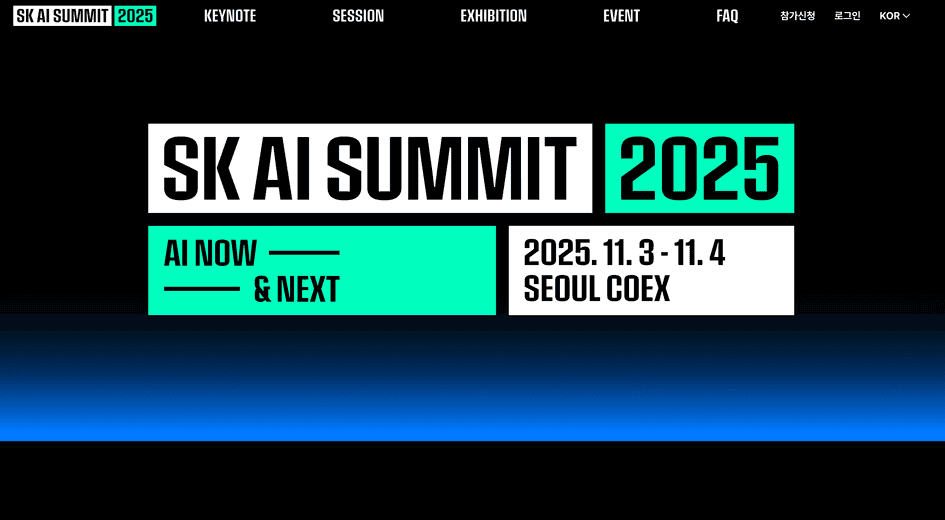 SK AI SUMMIT 2025 KEYNOTE SESSION EXHIBITION EVENT FAQ 참가신청 로그인 KOR
SK AI SUMMIT 2025
AI NOW
& NEXT
2025. 11. 3 - 11. 4
SEOUL COEX